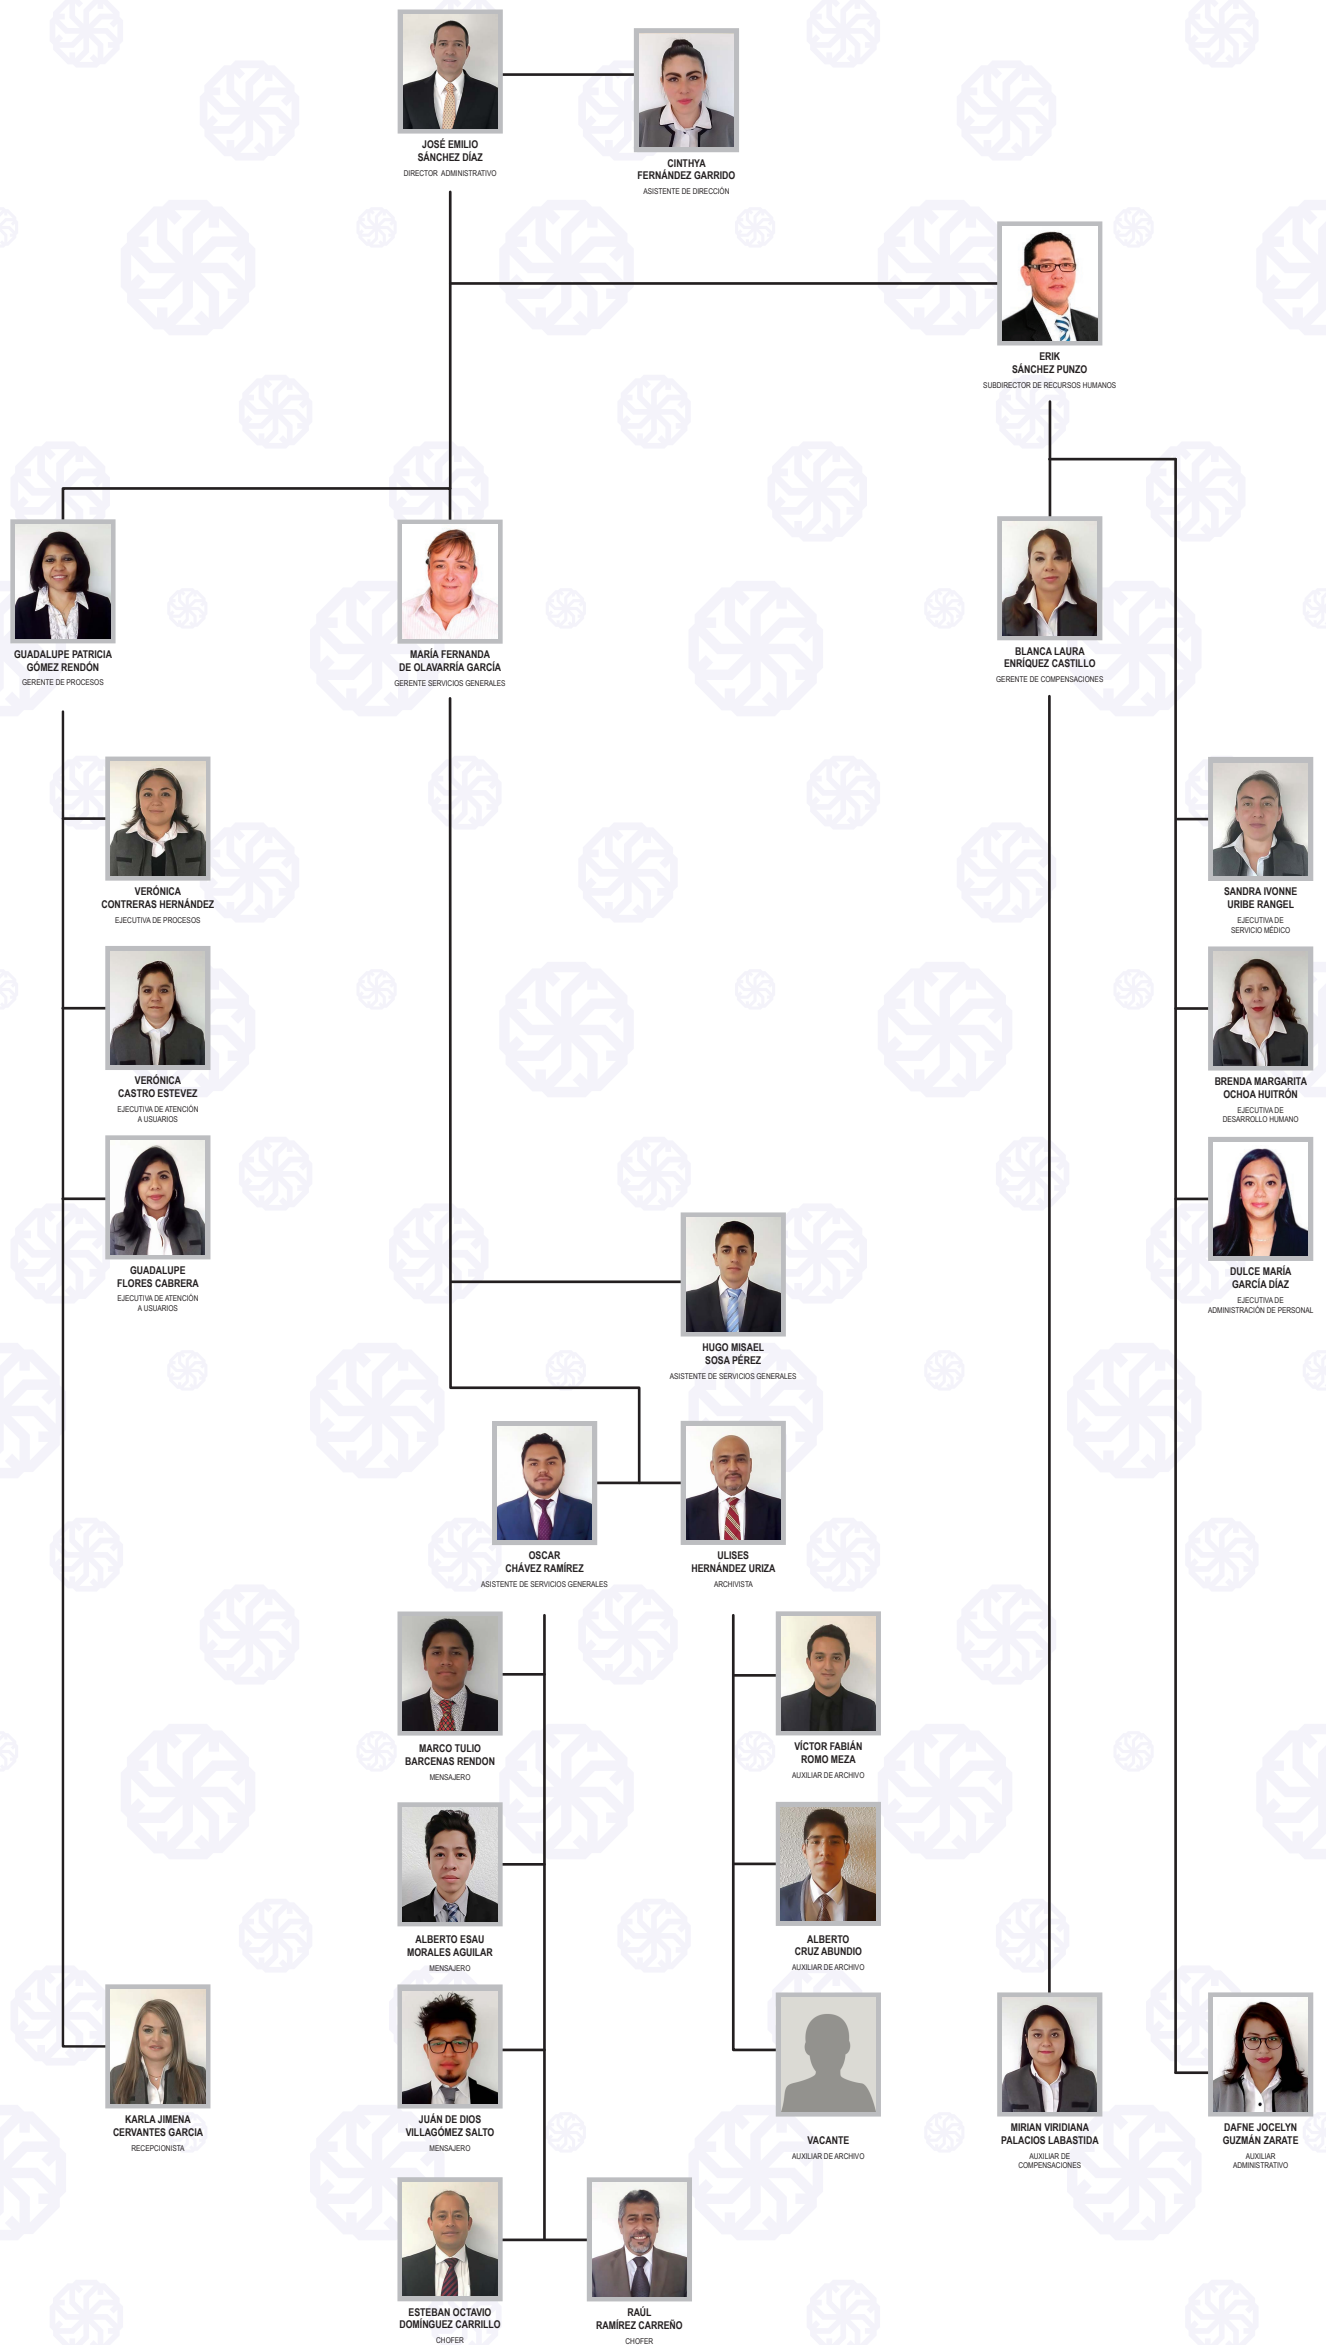 JOSÉ EMILIO
SÁNCHEZ DÍAZ
DIRECTOR ADMINISTRATIVO
CINTHYA
FERNÁNDEZ GARRIDO
ASISTENTE DE DIRECCIÓN
ERIK
SÁNCHEZ PUNZO
SUBDIRECTOR DE RECURSOS HUMANOS
GUADALUPE PATRICIA
GÓMEZ RENDÓN
GERENTE DE PROCESOS
MARÍA FERNANDA
DE OLAVARRÍA GARCÍA
GERENTE SERVICIOS GENERALES
BLANCA LAURA
ENRÍQUEZ CASTILLO
GERENTE DE COMPENSACIONES
VERÓNICA
CONTRERAS HERNÁNDEZ
EJECUTIVA DE PROCESOS
SANDRA IVONNE
URIBE RANGEL
EJECUTIVA DE
SERVICIO MÉDICO
VERÓNICA
CASTRO ESTEVEZ
EJECUTIVA DE ATENCIÓN
A USUARIOS
BRENDA MARGARITA
OCHOA HUITRÓN
EJECUTIVA DE
DESARROLLO HUMANO
GUADALUPE
FLORES CABRERA
EJECUTIVA DE ATENCIÓN
A USUARIOS
DULCE MARÍA
GARCÍA DÍAZ
EJECUTIVA DE
ADMINISTRACIÓN DE PERSONAL
HUGO MISAEL
SOSA PÉREZ
ASISTENTE DE SERVICIOS GENERALES
OSCAR
CHÁVEZ RAMÍREZ
ASISTENTE DE SERVICIOS GENERALES
ULISES
HERNÁNDEZ URIZA
ARCHIVISTA
MARCO TULIO
BARCENAS RENDON
MENSAJERO
VÍCTOR FABIÁN
ROMO MEZA
AUXILIAR DE ARCHIVO
ALBERTO ESAU
MORALES AGUILAR
MENSAJERO
ALBERTO
CRUZ ABUNDIO
AUXILIAR DE ARCHIVO
KARLA JIMENA
CERVANTES GARCIA
RECEPCIONISTA
JUÁN DE DIOS
VILLAGÓMEZ SALTO
MENSAJERO
VACANTE
AUXILIAR DE ARCHIVO
MIRIAN VIRIDIANA
PALACIOS LABASTIDA
AUXILIAR DE
COMPENSACIONES
DAFNE JOCELYN
GUZMÁN ZARATE
AUXILIAR
ADMINISTRATIVO
ESTEBAN OCTAVIO
DOMÍNGUEZ CARRILLO
CHOFER
RAÚL
RAMÍREZ CARREÑO
CHOFER